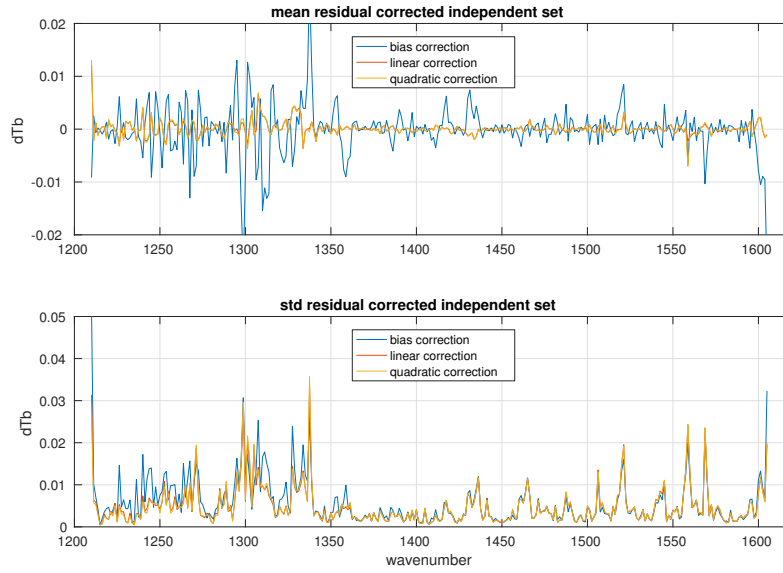 mean residual corrected independent set
0.02
0.01
0
-0.01
-0.02
dTb
bias correction
linear correction
quadratic correction
1200 1250 1300 1350 1400 1450 1500 1550 1600
std residual corrected independent set
0.05
0.04
0.03
0.02
0.01
0
dTb
bias correction
linear correction
quadratic correction
1200 1250 1300 1350 1400 1450 1500 1550 1600
wavenumber